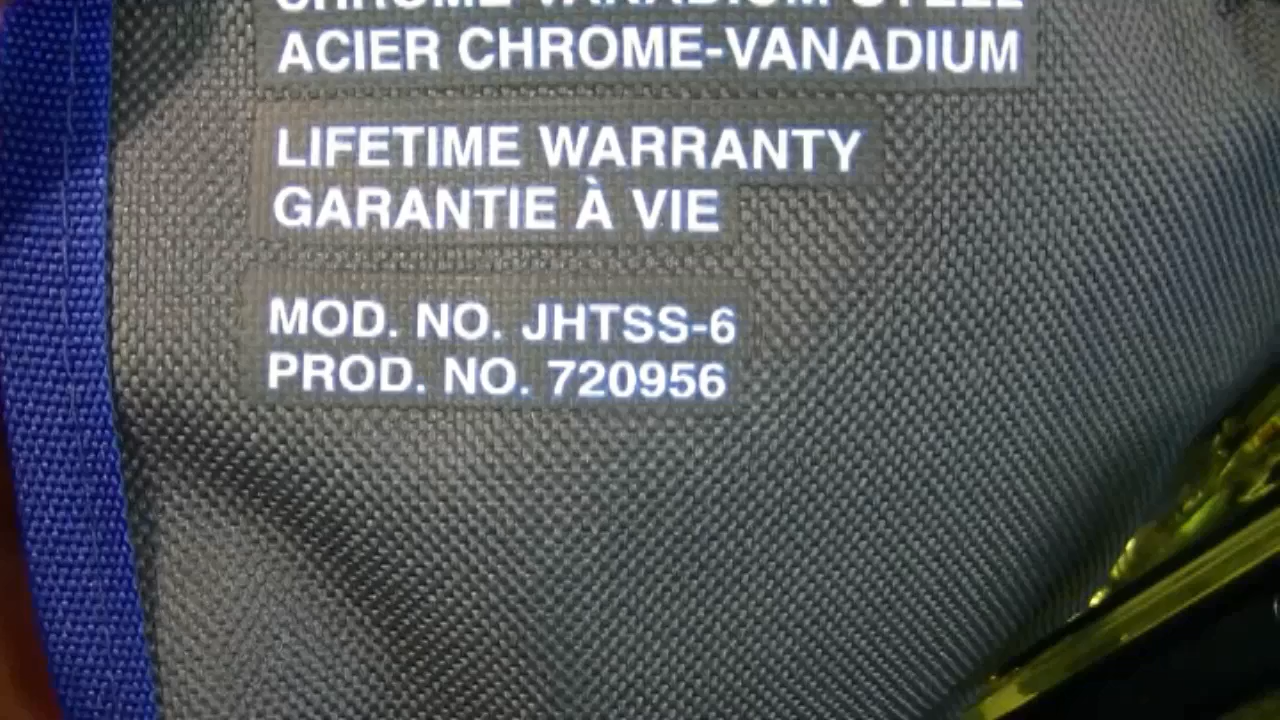 CHROME-VANADIUM STEEL
ACIER CHROME-VANADIUM
LIFETIME WARRANTY
GARANTIE À VIE
MOD. NO. JHTSS-6
PROD. NO. 720956